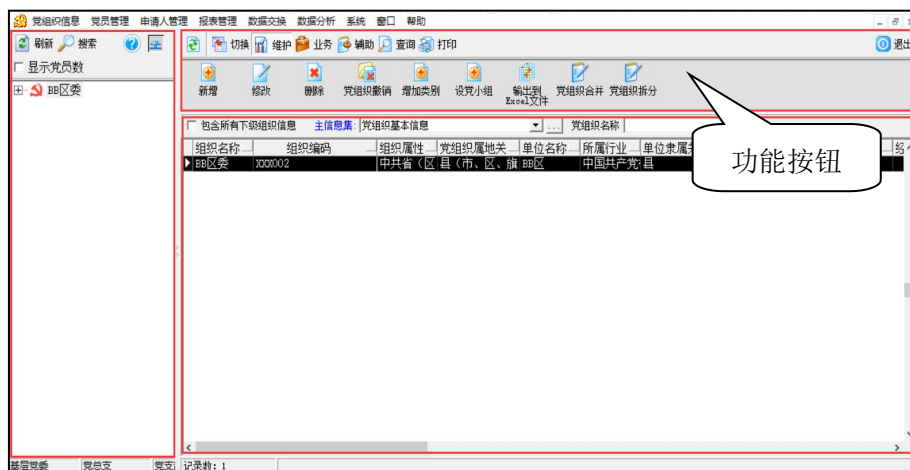 党组织信息 党员管理 申请人管理 报表管理 数据交换 数据分析 系统 窗口 帮助
刷新 搜索
切换 维护 业务 辅助 查询 打印 退出
显示党员数
BB区委
新增 修改 删除 党组织撤销 增加类别 设党小组 输出到Excel文件 党组织合并 党组织拆分
功能按钮
包含所有下级组织信息 主信息集: 党组织基本信息 ... 党组织名称
组织名称 组织编码 组织属性 党组织属地关 单位名称 所属行业 单位隶属
BB区委 XXXX002 中共省（区 县（市、区、旗 BB区 中国共产党 县
基层党委 党总支 党支 记录数: 1